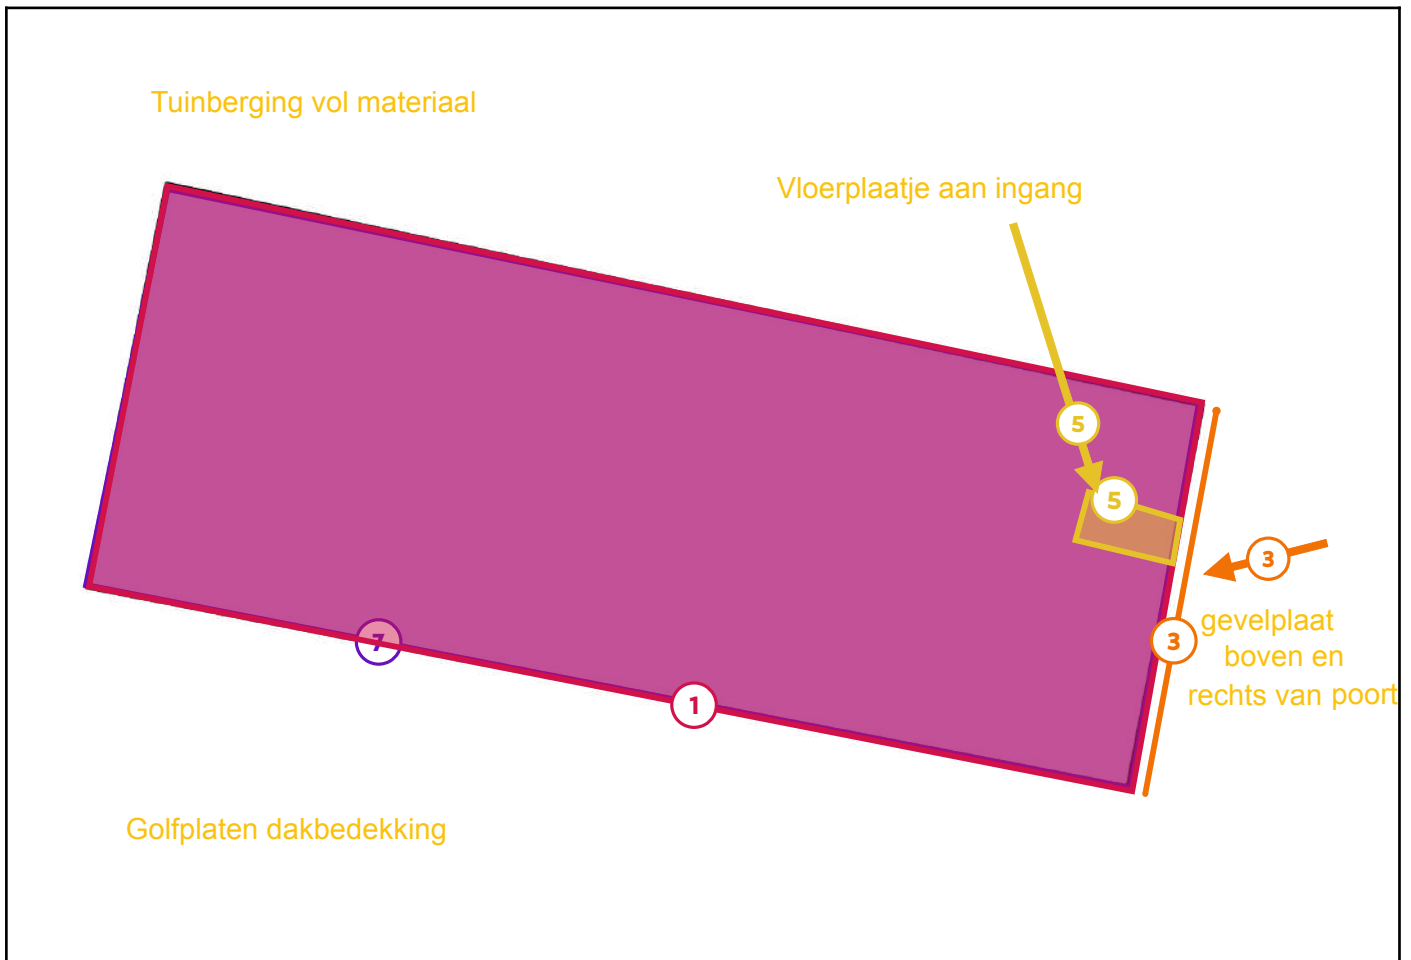 Tuinberging vol materiaal
Vloerplaatje aan ingang
5
5
3
gevelplaat
boven en
3
rechts van poort
7
1
Golfplaten dakbedekking